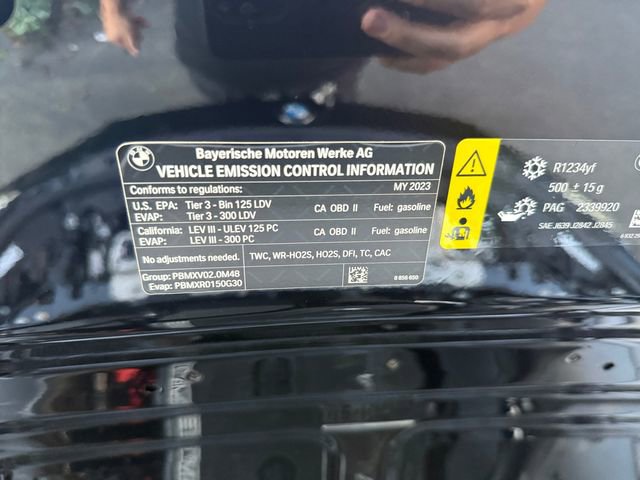 Bayerische Motoren Werke AG
VEHICLE EMISSION CONTROL INFORMATION
Conforms to regulations: MY 2023
U.S. EPA: Tier 3 - Bin 125 LDV CA OBD II Fuel: gasoline
EVAP: Tier 3 - 300 LDV
California: LEV III - ULEV 125 PC CA OBD II Fuel: gasoline
EVAP: LEV III - 300 PC
No adjustments needed. TWC, WR-HO2S, HO2S, DFI, TC, CAC
Group: PBMXV02.0M48
Evap: PBMXR0150G30 8 856 650
R1234yf
500 ± 15 g
PAG 2339920
SAE J639 J2842 J2845